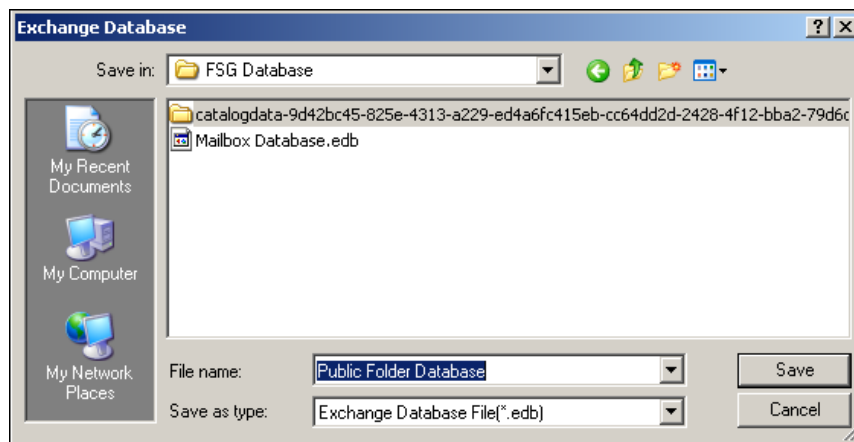 Exchange Database
Save in: FSG Database
catalogdata-9d42bc45-825e-4313-a229-ed4a6fc415eb-cc64dd2d-2428-4f12-bba2-79d6c
Mailbox Database.edb
My Recent
Documents
My Computer
My Network
Places
File name: Public Folder Database Save
Save as type: Exchange Database File(*.edb) Cancel